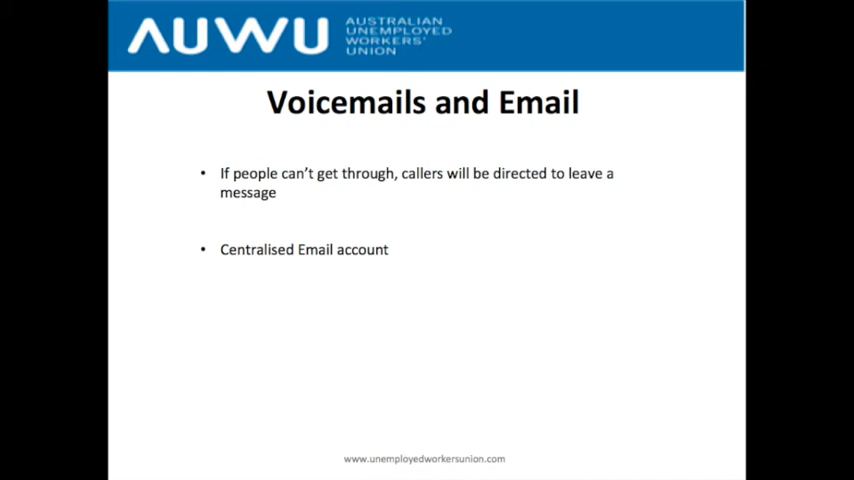 AUWU
AUSTRALIAN
UNEMPLOYED
WORKERS'
UNION
Voicemails and Email
• If people can't get through, callers will be directed to leave a
message
• Centralised Email account
www.unemployedworkersunion.com